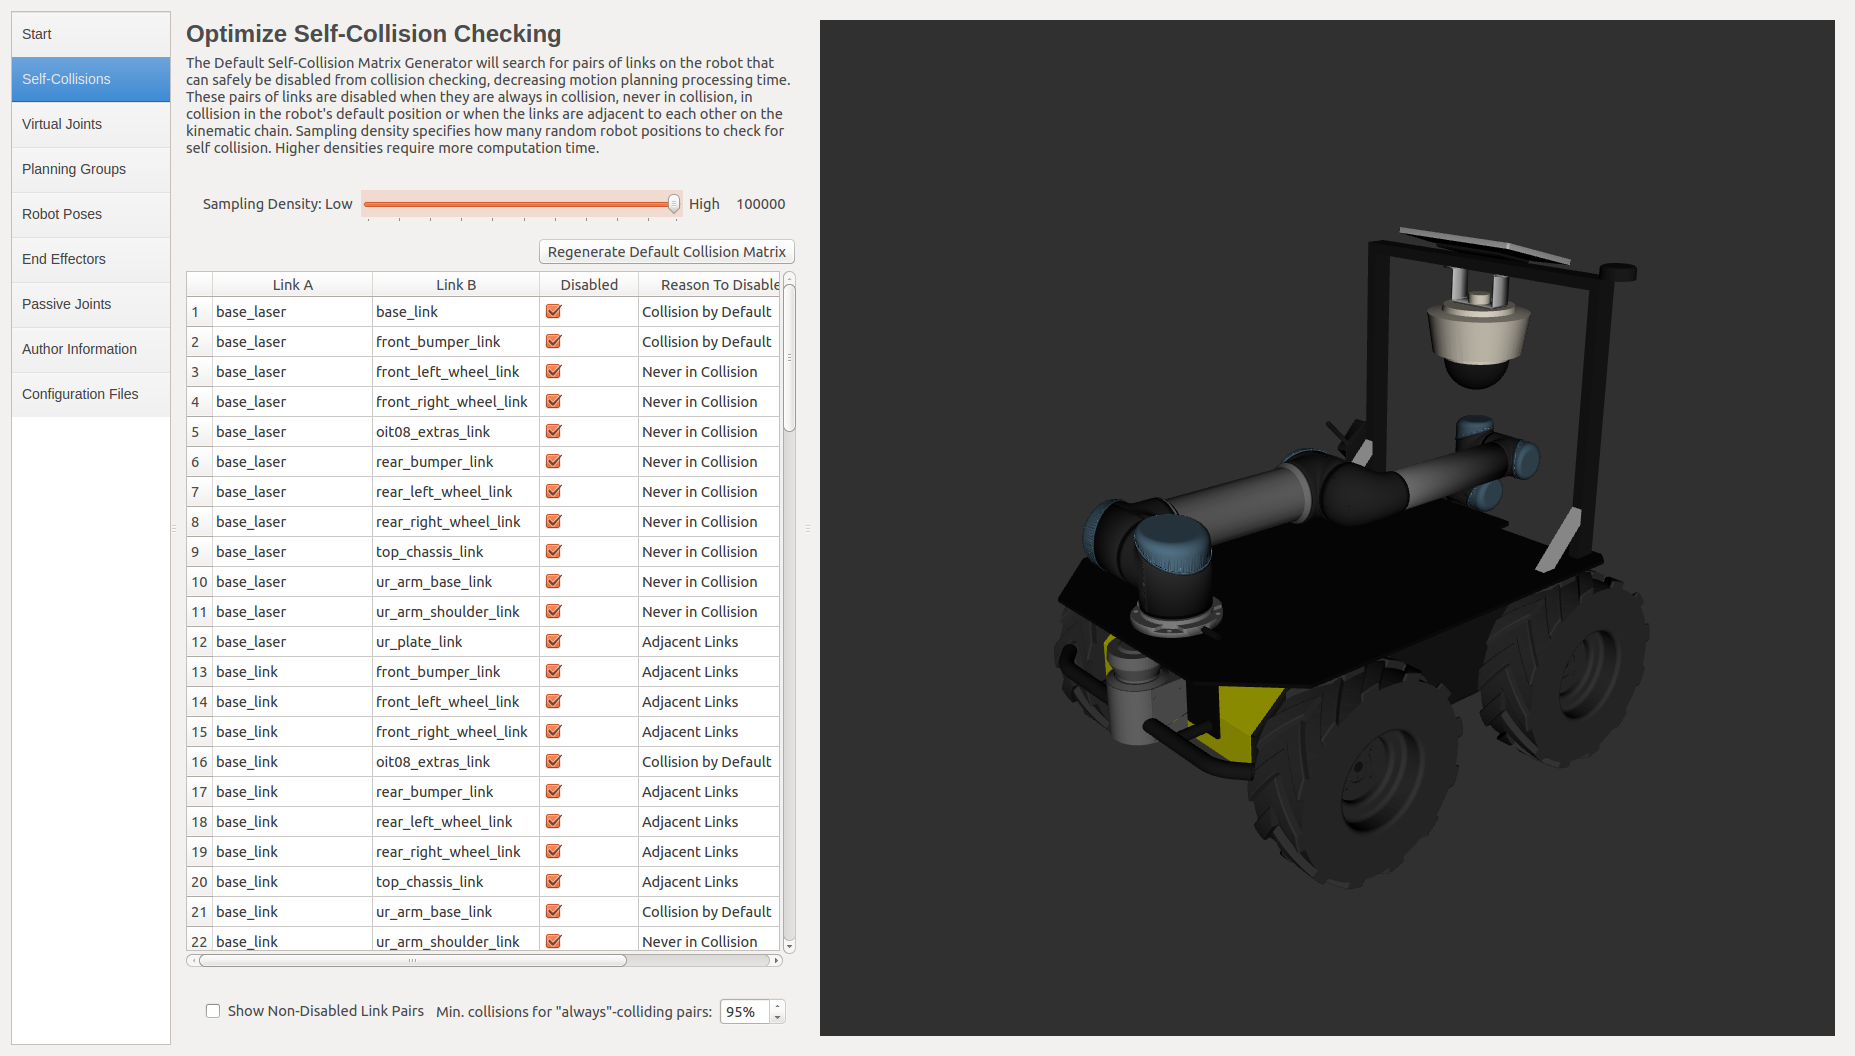 Start
Self-Collisions
Virtual Joints
Planning Groups
Robot Poses
End Effectors
Passive Joints
Author Information
Configuration Files
Optimize Self-Collision Checking
The Default Self-Collision Matrix Generator will search for pairs of links on the robot that
can safely be disabled from collision checking, decreasing motion planning processing time.
These pairs of links are disabled when they are always in collision, never in collision, in
collision in the robot's default position or when the links are adjacent to each other on the
kinematic chain. Sampling density specifies how many random robot positions to check for
self collision. Higher densities require more computation time.
Sampling Density: Low High 100000
Regenerate Default Collision Matrix
Link A Link B Disabled Reason To Disable
1 base_laser base_link Collision by Default
2 base_laser front_bumper_link Collision by Default
3 base_laser front_left_wheel_link Never in Collision
4 base_laser front_right_wheel_link Never in Collision
5 base_laser oit08_extras_link Never in Collision
6 base_laser rear_bumper_link Never in Collision
7 base_laser rear_left_wheel_link Never in Collision
8 base_laser rear_right_wheel_link Never in Collision
9 base_laser top_chassis_link Never in Collision
10 base_laser ur_arm_base_link Never in Collision
11 base_laser ur_arm_shoulder_link Never in Collision
12 base_laser ur_plate_link Adjacent Links
13 base_link front_bumper_link Adjacent Links
14 base_link front_left_wheel_link Adjacent Links
15 base_link front_right_wheel_link Adjacent Links
16 base_link oit08_extras_link Collision by Default
17 base_link rear_bumper_link Adjacent Links
18 base_link rear_left_wheel_link Adjacent Links
19 base_link rear_right_wheel_link Adjacent Links
20 base_link top_chassis_link Adjacent Links
21 base_link ur_arm_base_link Collision by Default
22 base_link ur_arm_shoulder_link Never in Collision
Show Non-Disabled Link Pairs Min. collisions for "always"-colliding pairs: 95%